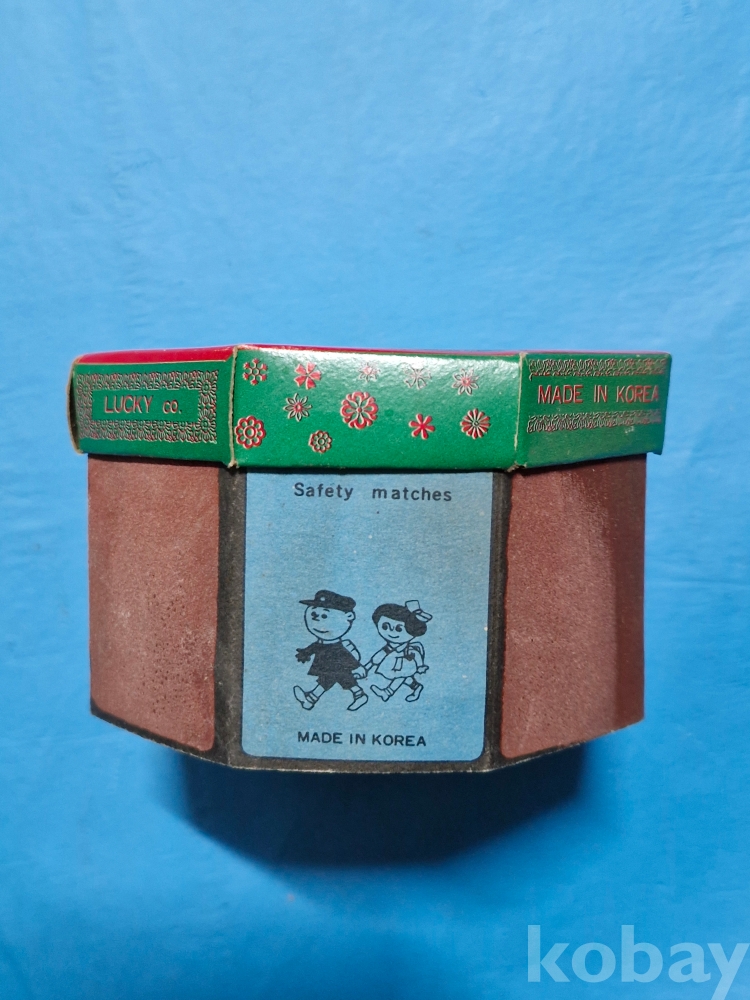 LUCKY co.
MADE IN KOREA
Safety matches
MADE IN KOREA
kobay